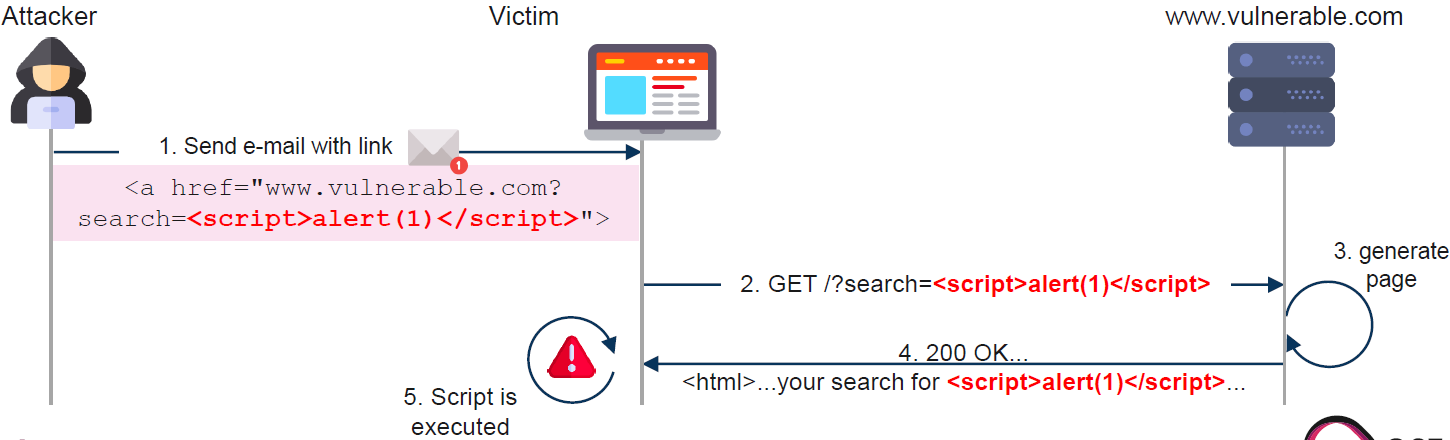 Attacker
Victim
www.vulnerable.com
1. Send e-mail with link
1
<a href="www.vulnerable.com?
search=<script>alert(1)</script>">
2. GET /?search=<script>alert(1)</script>
3. generate
page
4. 200 OK...
<html>...your search for <script>alert(1)</script>...
5. Script is
executed